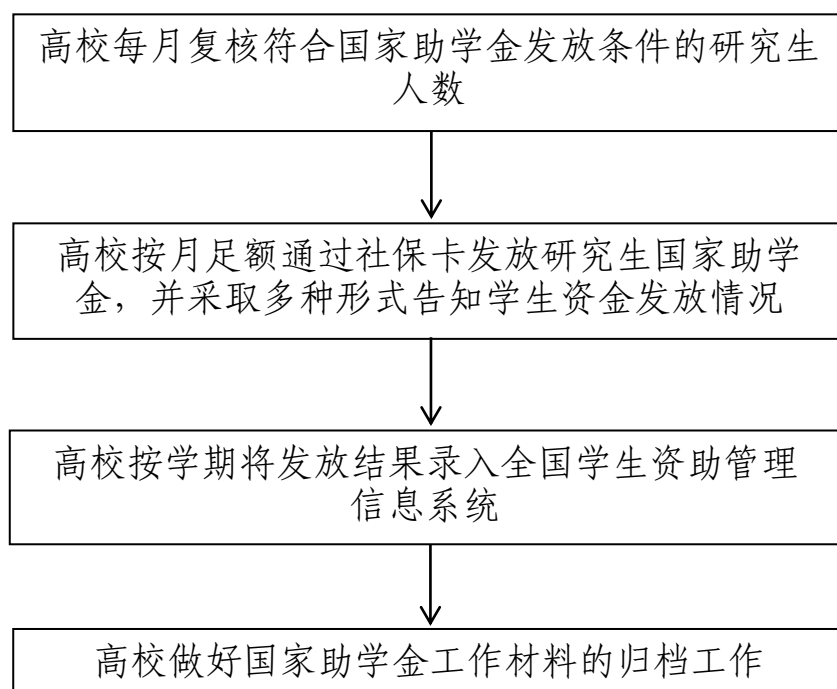 高校每月复核符合国家助学金发放条件的研究生
人数
高校按月足额通过社保卡发放研究生国家助学
金，并采取多种形式告知学生资金发放情况
高校按学期将发放结果录入全国学生资助管理
信息系统
高校做好国家助学金工作材料的归档工作